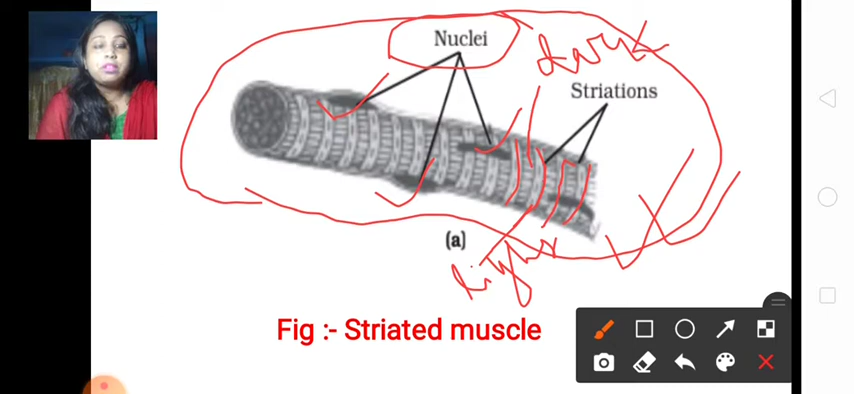 Nuclei
dark
Striations
(a)
light
Fig :- Striated muscle